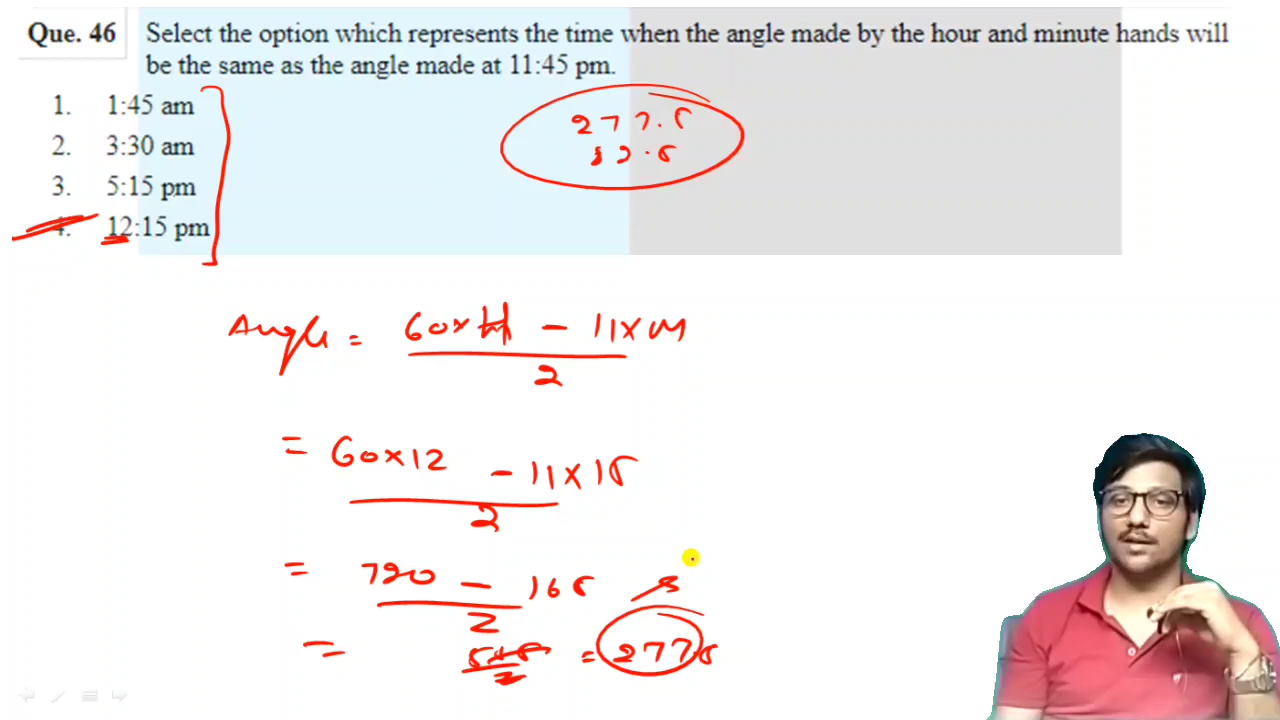 Que. 46 Select the option which represents the time when the angle made by the hour and minute hands will
be the same as the angle made at 11:45 pm.
1. 1:45 am
2. 3:30 am
3. 5:15 pm
4. 12:15 pm
277.5
82.5
Angle = 60×H - 11×M
2
= 60×12 - 11×15
2
= 720 - 165
2
= 555/2 = 277.5